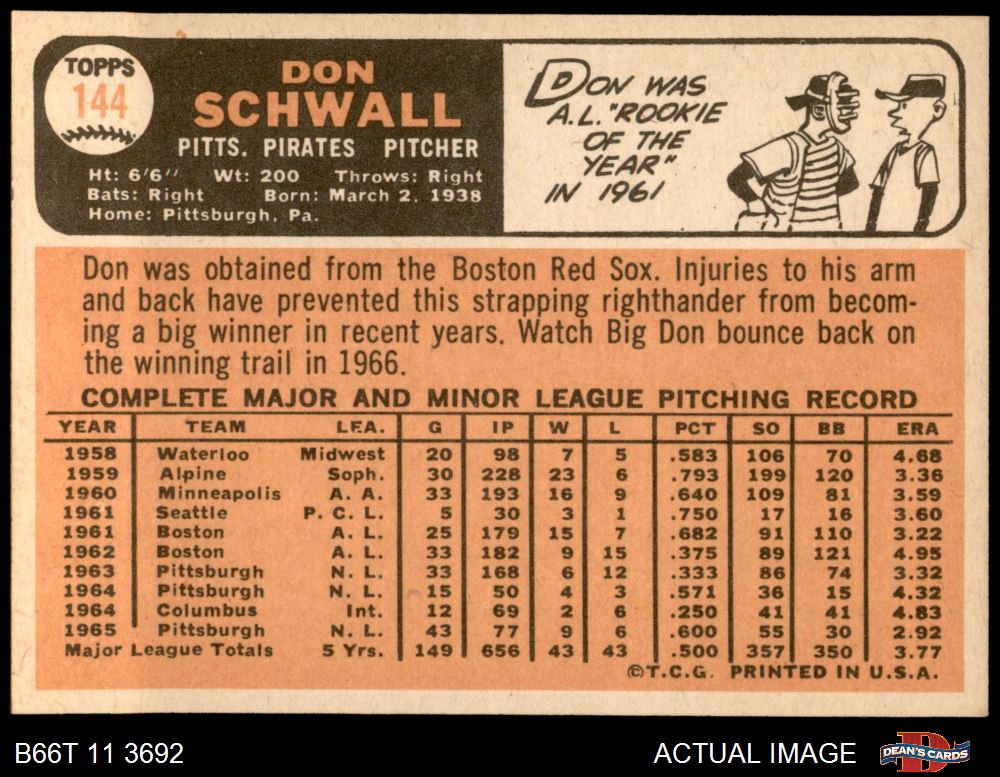 TOPPS
144
DON
SCHWALL
PITTS. PIRATES PITCHER
Ht: 6'6" Wt: 200 Throws: Right
Bats: Right Born: March 2, 1938
Home: Pittsburgh, Pa.
DON WAS
A.L. "ROOKIE
OF THE
YEAR"
IN 1961
Don was obtained from the Boston Red Sox. Injuries to his arm
and back have prevented this strapping righthander from becom-
ing a big winner in recent years. Watch Big Don bounce back on
the winning trail in 1966.
COMPLETE MAJOR AND MINOR LEAGUE PITCHING RECORD
YEAR TEAM LEA. G IP W L PCT SO BB ERA
1958 Waterloo Midwest 20 98 7 5 .583 106 70 4.68
1959 Alpine Soph. 30 228 23 6 .793 199 120 3.36
1960 Minneapolis A. A. 33 193 16 9 .640 109 81 3.59
1961 Seattle P. C. L. 5 30 3 1 .750 17 16 3.60
1961 Boston A. L. 25 179 15 7 .682 91 110 3.22
1962 Boston A. L. 33 182 9 15 .375 89 121 4.95
1963 Pittsburgh N. L. 33 168 6 12 .333 86 74 3.32
1964 Pittsburgh N. L. 15 50 4 3 .571 36 15 4.32
1964 Columbus Int. 12 69 2 6 .250 41 41 4.83
1965 Pittsburgh N. L. 43 77 9 6 .600 55 30 2.92
Major League Totals 5 Yrs. 149 656 43 43 .500 357 350 3.77
©T.C.G. PRINTED IN U.S.A.
B66T 11 3692
ACTUAL IMAGE
D
DEAN'S CARDS